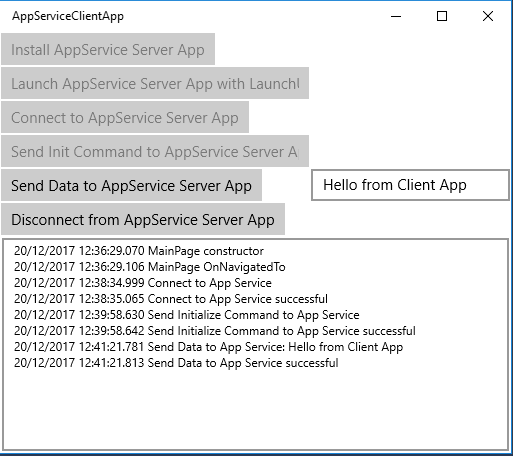 AppServiceClientApp
Install AppService Server App
Launch AppService Server App with Launch
Connect to AppService Server App
Send Init Command to AppService Server A
Send Data to AppService Server App
Hello from Client App
Disconnect from AppService Server App
20/12/2017 12:36:29.070 MainPage constructor
20/12/2017 12:36:29.106 MainPage OnNavigatedTo
20/12/2017 12:38:34.999 Connect to App Service
20/12/2017 12:38:35.065 Connect to App Service successful
20/12/2017 12:39:58.630 Send Initialize Command to App Service
20/12/2017 12:39:58.642 Send Initialize Command to App Service successful
20/12/2017 12:41:21.781 Send Data to App Service: Hello from Client App
20/12/2017 12:41:21.813 Send Data to App Service successful